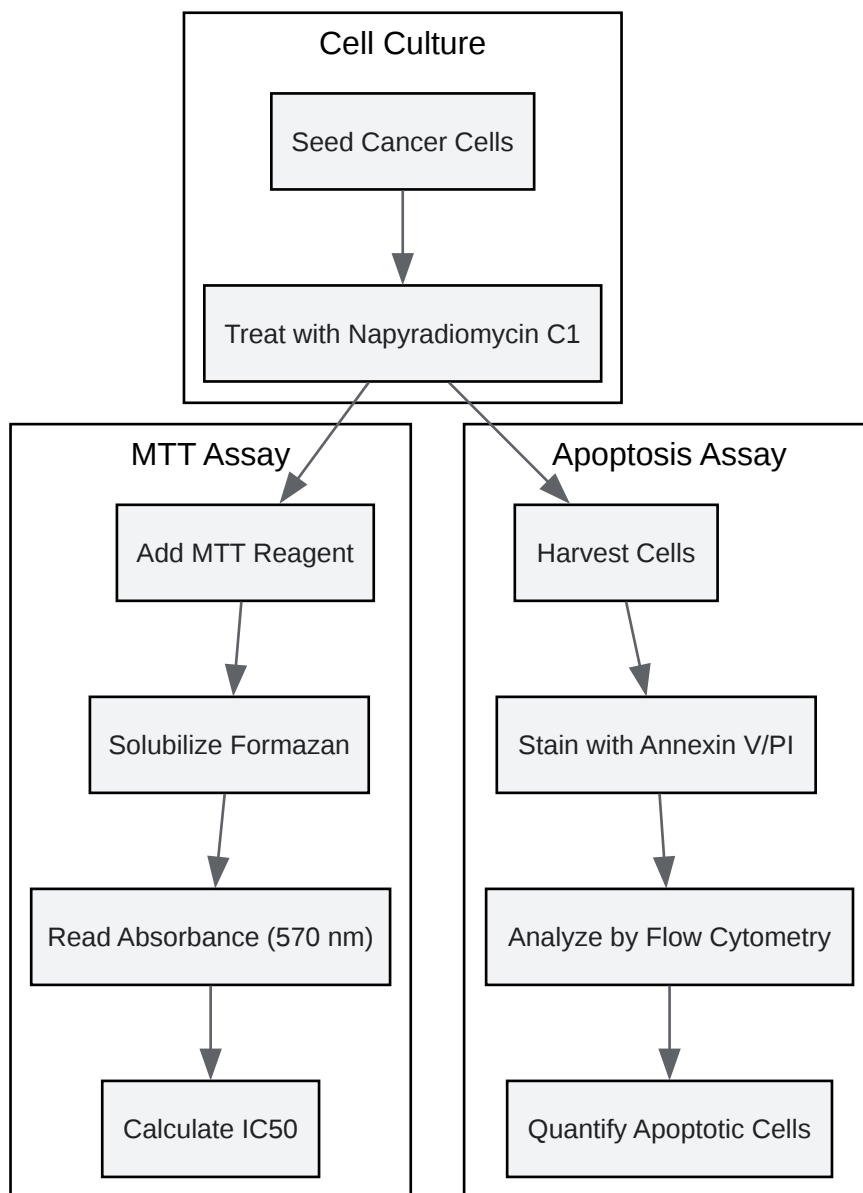 Cell Culture
Seed Cancer Cells
Treat with Napyradiomycin C1
MTT Assay
Add MTT Reagent
Solubilize Formazan
Read Absorbance (570 nm)
Calculate IC50
Apoptosis Assay
Harvest Cells
Stain with Annexin V/PI
Analyze by Flow Cytometry
Quantify Apoptotic Cells